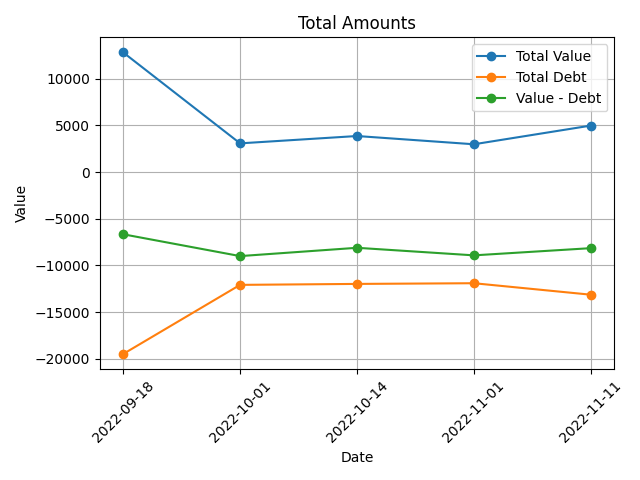 Total Amounts
Total Value
Total Debt
Value - Debt
Value
10000
5000
0
−5000
−10000
−15000
−20000
2022-09-18
2022-10-01
2022-10-14
2022-11-01
2022-11-11
Date